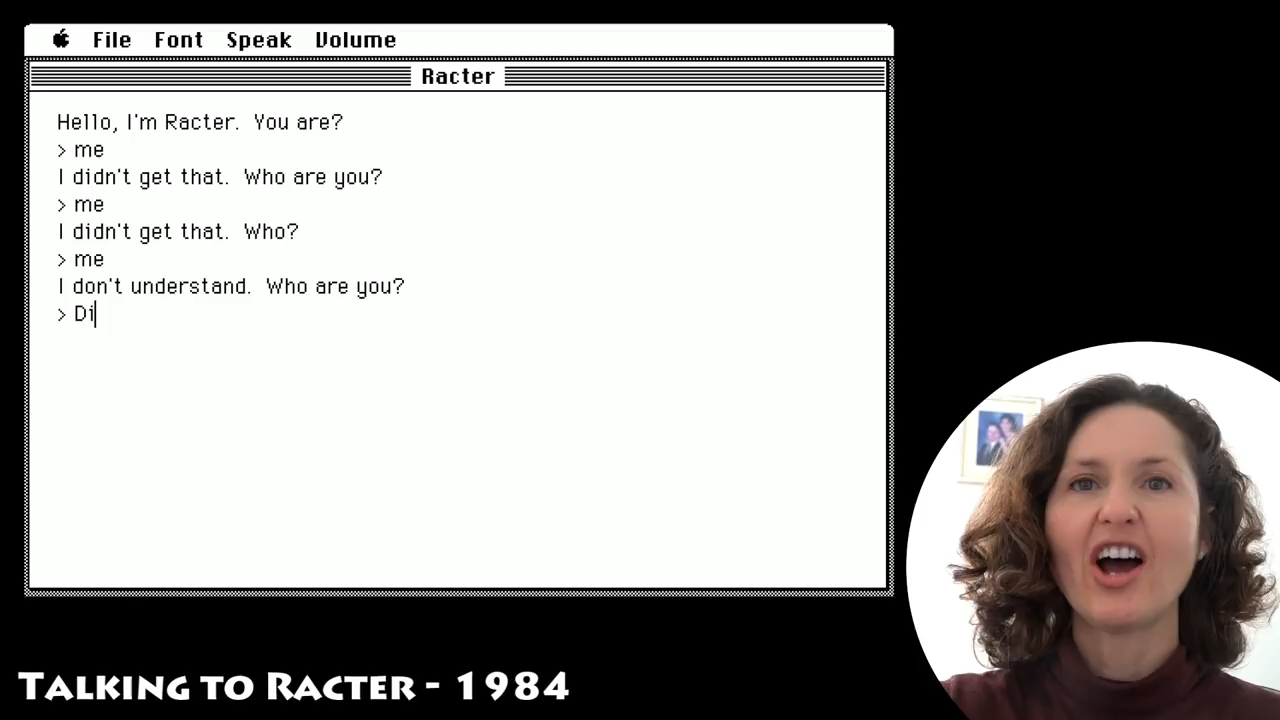 File Font Speak Volume
Racter
Hello, I'm Racter.  You are?
> me
I didn't get that.  Who are you?
> me
I didn't get that.  Who?
> me
I don't understand.  Who are you?
> Di
TALKING TO RACTER - 1984